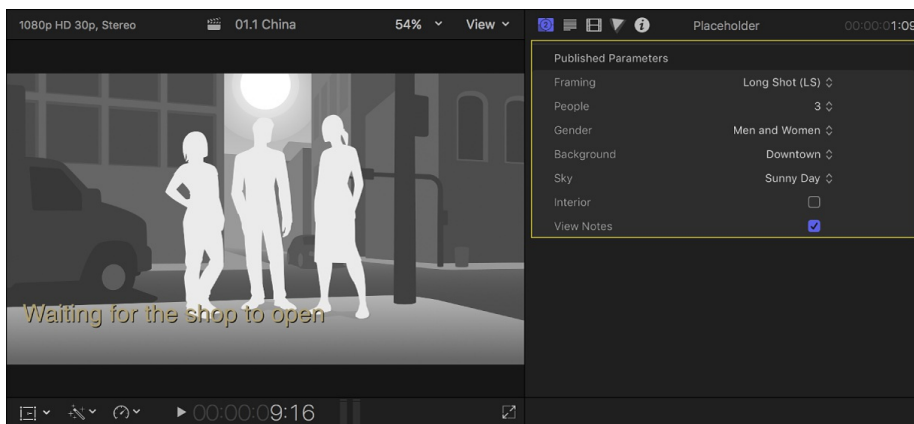 1080p HD 30p, Stereo 01.1 China 54% View
Placeholder 00:00:01:09
Published Parameters
Framing Long Shot (LS)
People 3
Gender Men and Women
Background Downtown
Sky Sunny Day
Interior
View Notes
Waiting for the shop to open
00:00:09:16